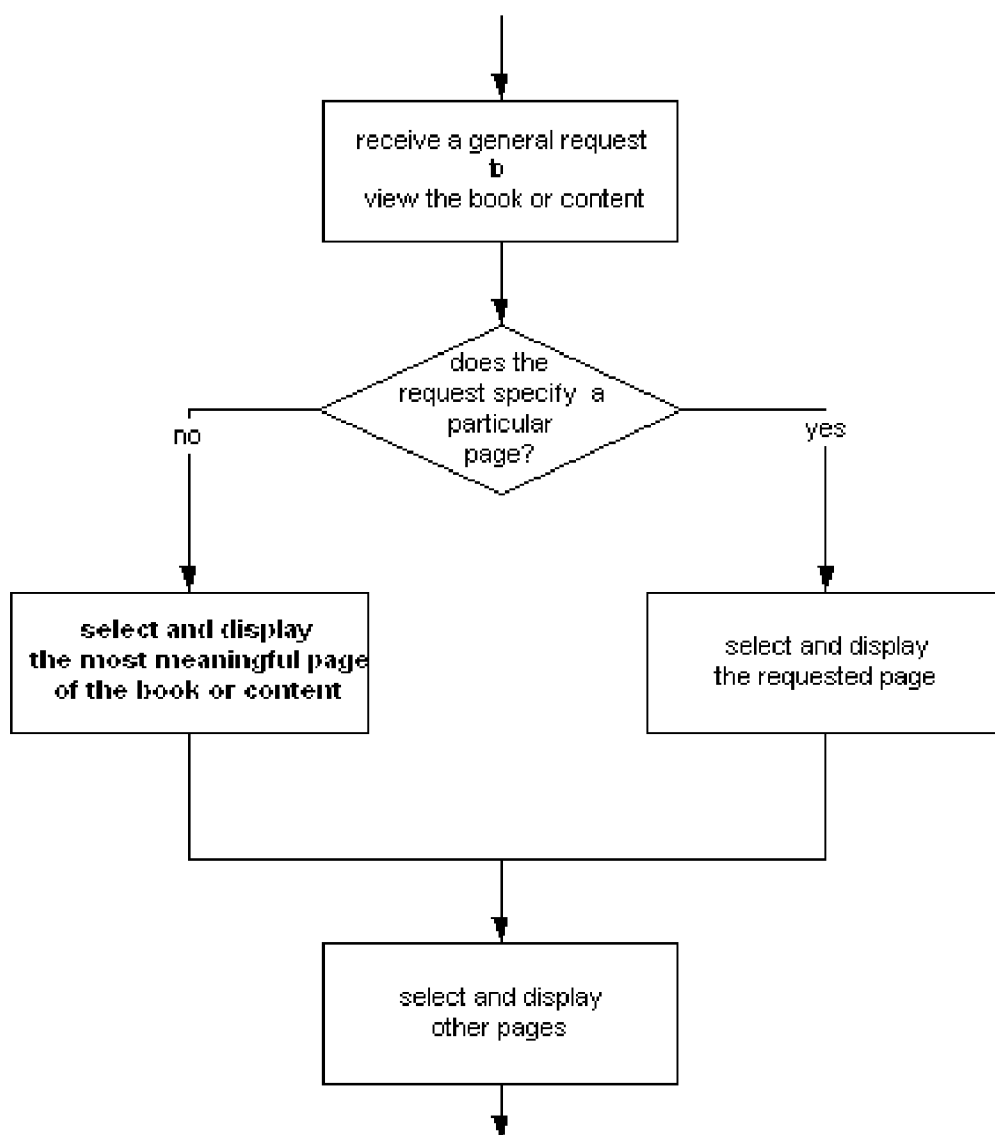 receive a general request
to
view the book or content
does the
request specify a
particular
page?
no
yes
select and display
the most meaningful page
of the book or content
select and display
the requested page
select and display
other pages